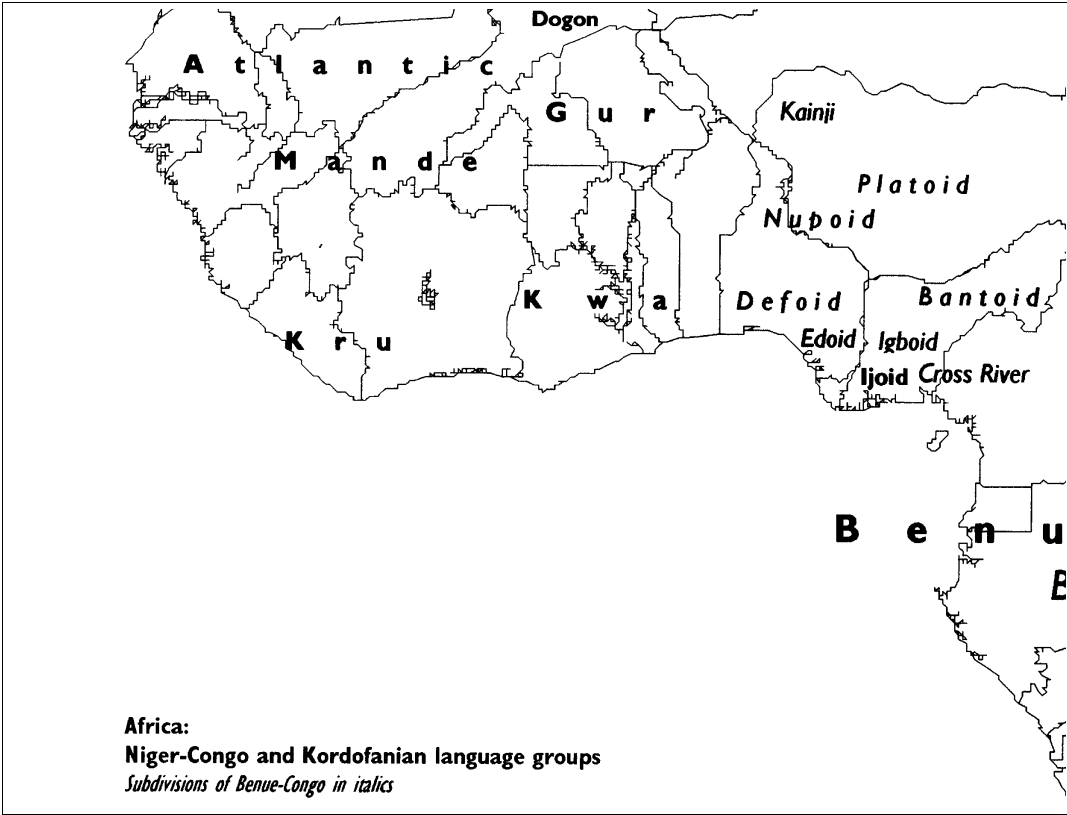 Dogon
Atlantic
Gur
Kainji
Mande
Platoid
Nupoid
Kwa
Defoid
Bantoid
Kru
Edoid
Igboid
Ijoid
Cross River
Benu
B
Africa:
Niger-Congo and Kordofanian language groups
Subdivisions of Benue-Congo in italics